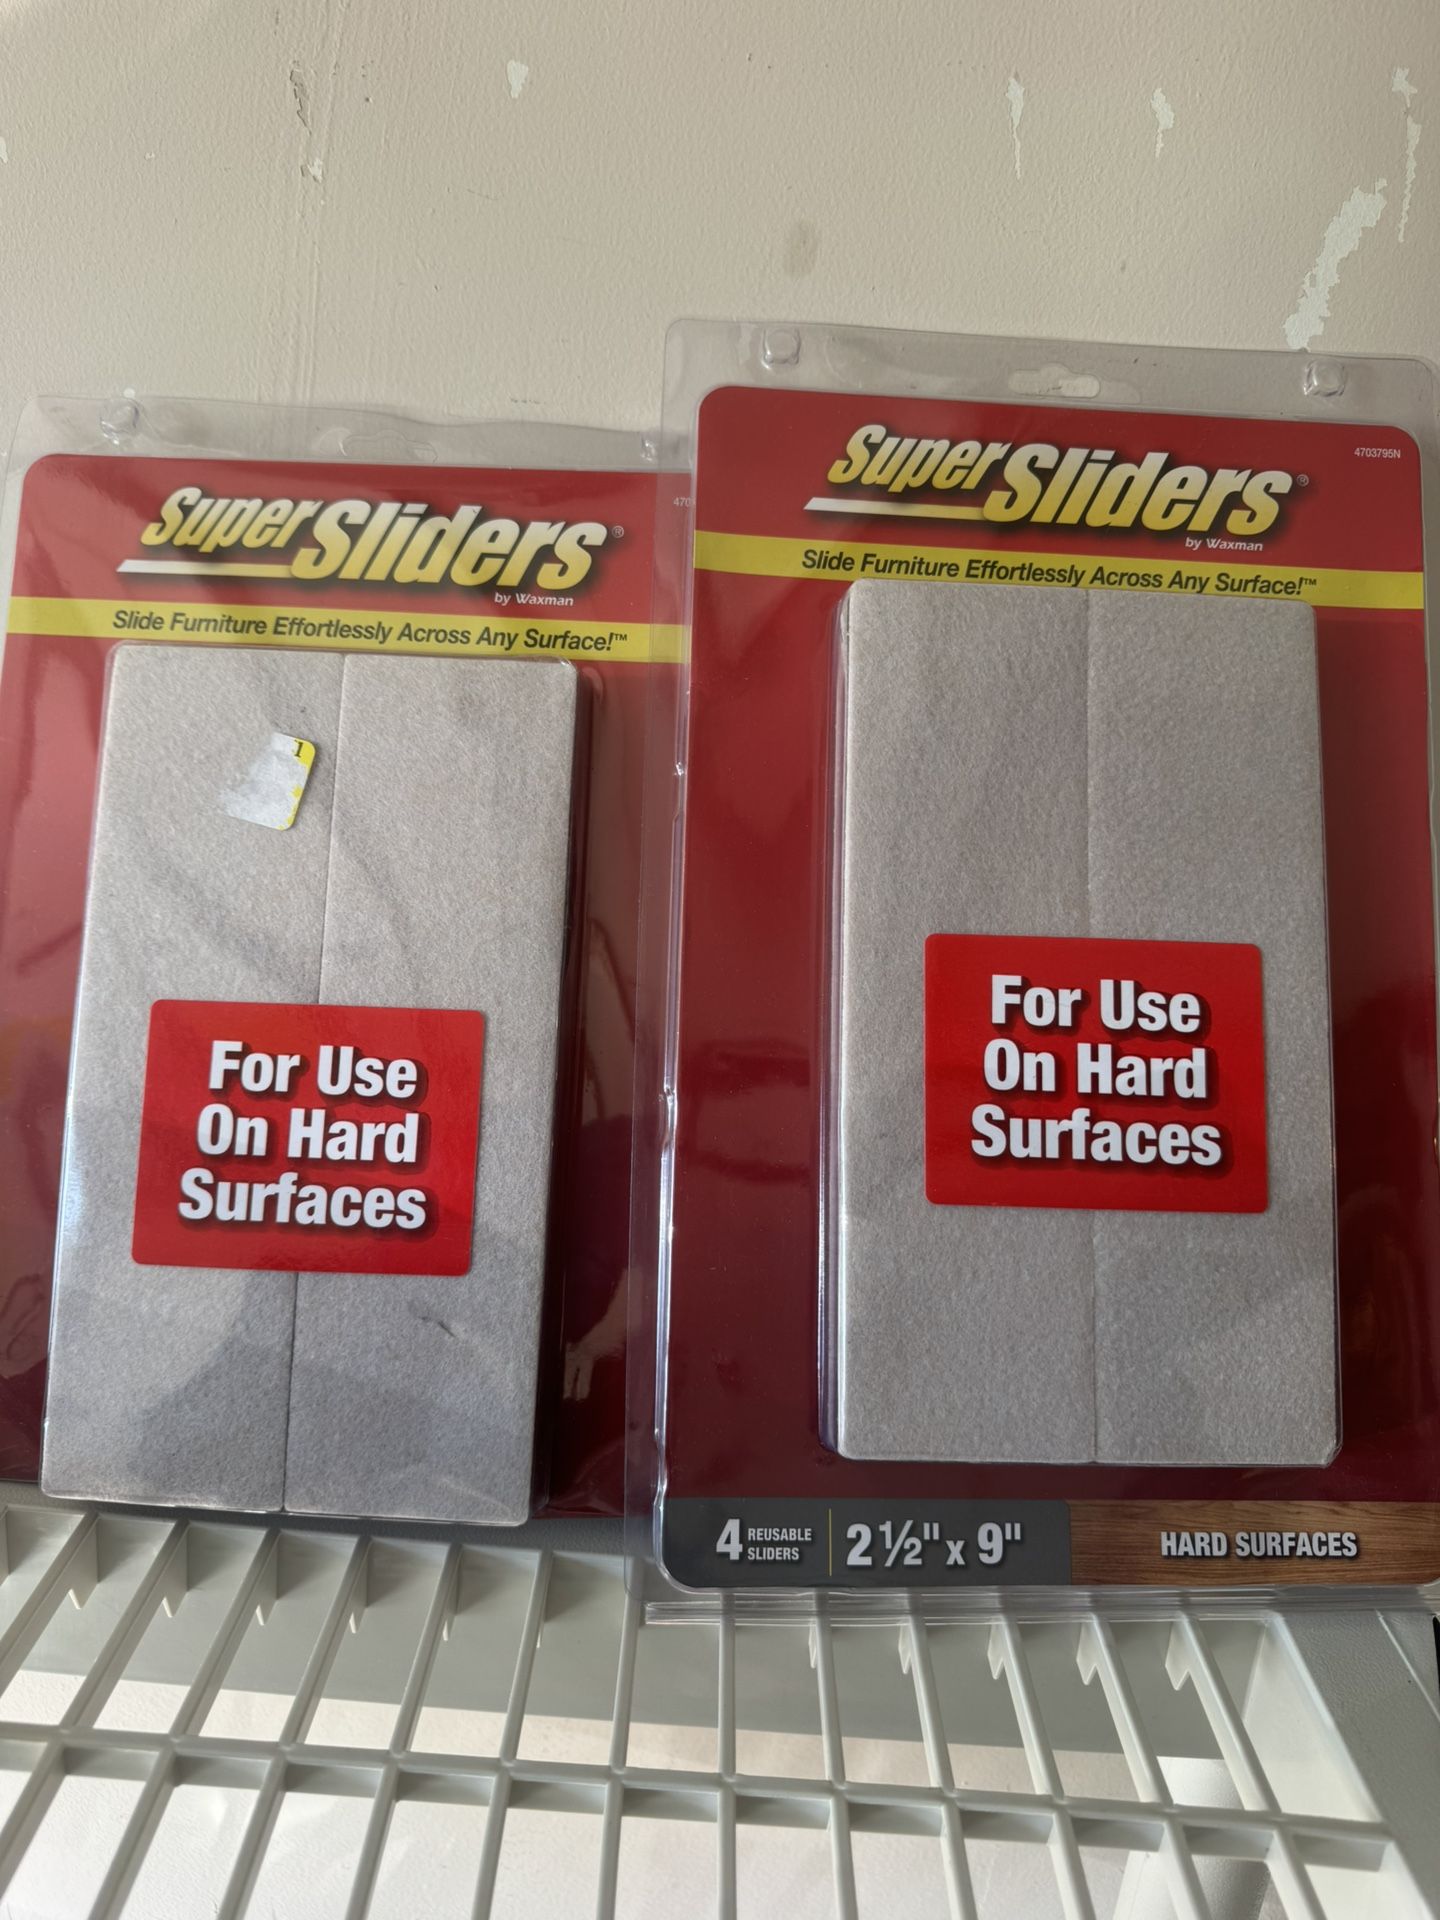 Super Sliders®
by Waxman
Slide Furniture Effortlessly Across Any Surface!™
For Use
On Hard
Surfaces
4703795N
Super Sliders®
by Waxman
Slide Furniture Effortlessly Across Any Surface!™
For Use
On Hard
Surfaces
4 REUSABLE
SLIDERS
2 ½" x 9"
HARD SURFACES